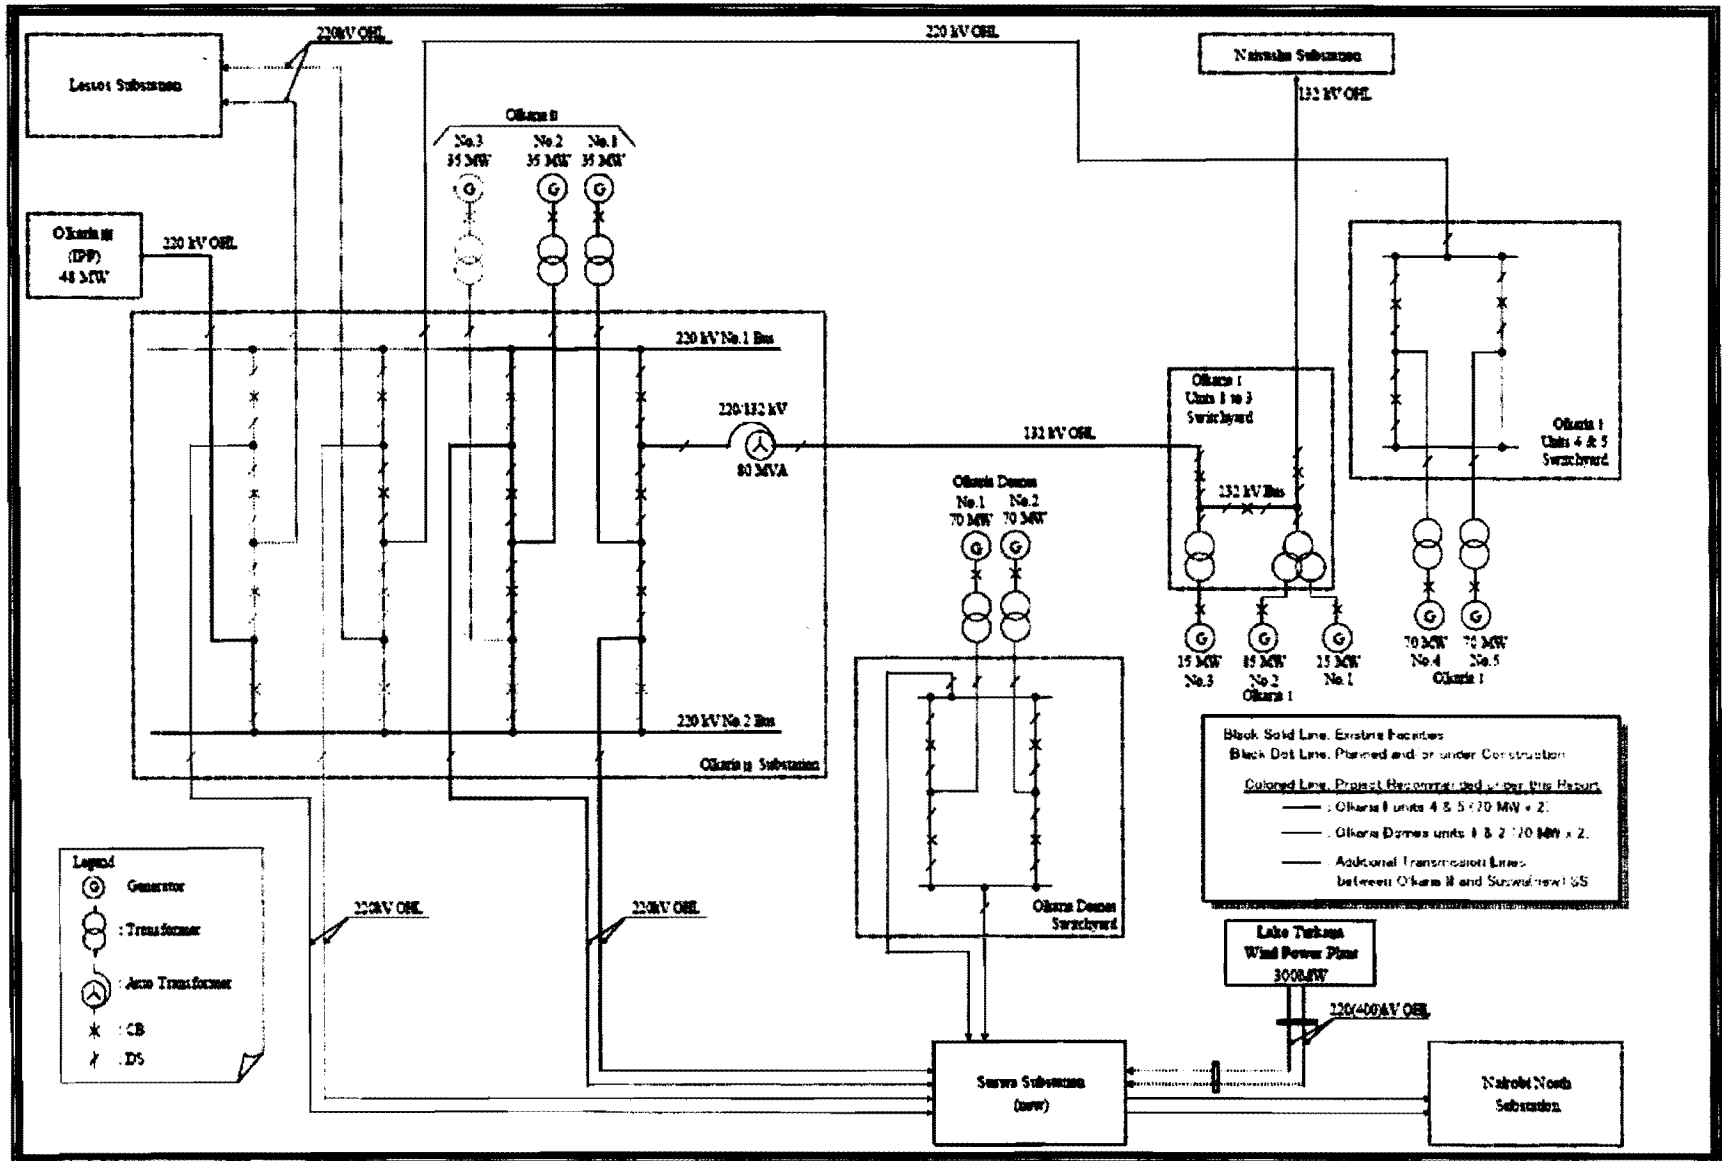 220kV OHL
220 kV OHL
Lessos Substation
Naivasha Substation
132 kV OHL
Olkaria II
No.3
35 MW
No.2
35 MW
No.1
35 MW
G
G
G
Olkaria III
(IPP)
48 MW
220 kV OHL
220 kV No.1 Bus
220/132 kV
80 MVA
132 kV OHL
Olkaria I
Units 1 to 3
Switchyard
132 kV Bus
Olkaria I
Units 4 & 5
Switchyard
Olkaria Domes
No.1
70 MW
No.2
70 MW
G
G
G
15 MW
No.3
G
15 MW
No.2
G
15 MW
No.1
Olkaria I
G
70 MW
No.4
G
70 MW
No.5
Olkaria I
220 kV No.2 Bus
Olkaria II Substation
Black Solid Line: Existing Facilities
Black Dot Line: Planned and/or under Construction
Colored Line: Project Recommended under this Report
: Olkaria I units 4 & 5 (70 MW x 2)
: Olkaria Domes units 1 & 2 (70 MW x 2)
: Additional Transmission Lines
between Olkaria II and Suswa(new) SS
Olkaria Domes
Switchyard
Legend
G
: Generator
: Transformer
: Auto Transformer
: CB
: DS
220kV OHL
220kV OHL
Lake Turkana
Wind Power Plant
300MW
220(400)kV OHL
Suswa Substation
(new)
Nairobi North
Substation